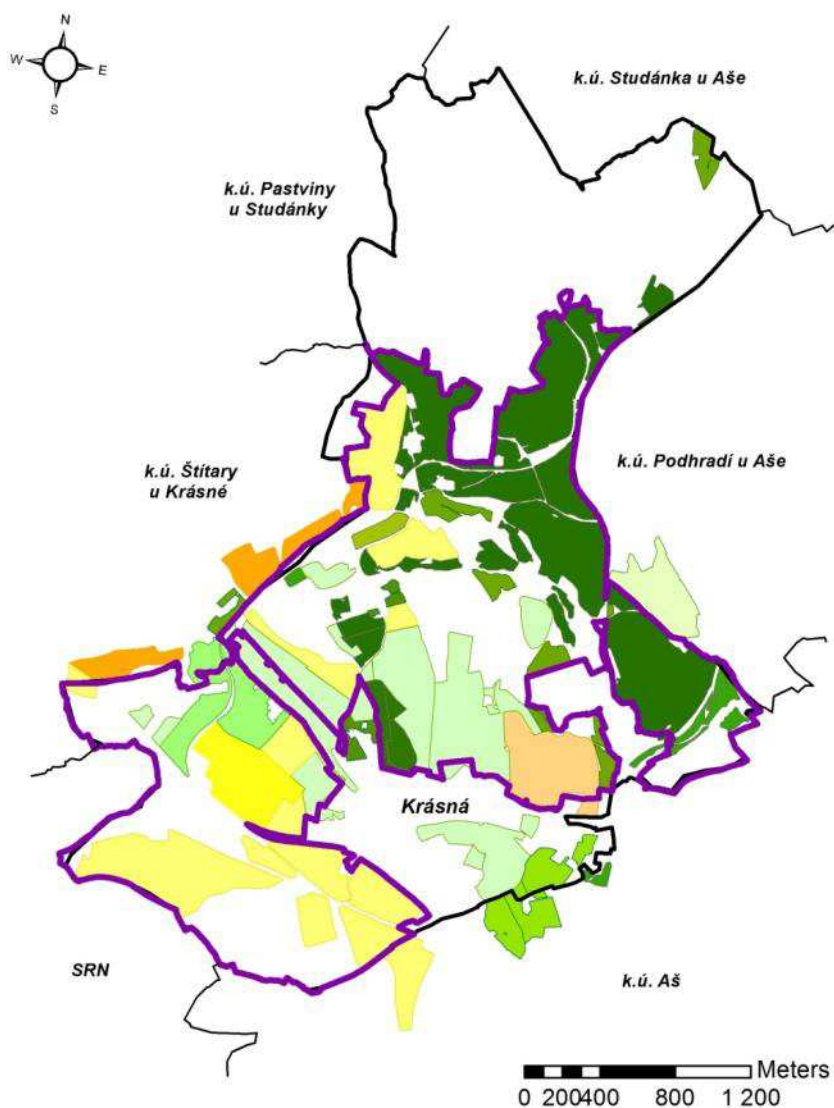 N
W
E
S
k.ú. Studánka u Aše
k.ú. Pastviny
u Studánky
k.ú. Štítary
u Krásné
k.ú. Podhradí u Aše
Krásná
SRN
k.ú. Aš
Meters
0 200400 800 1 200